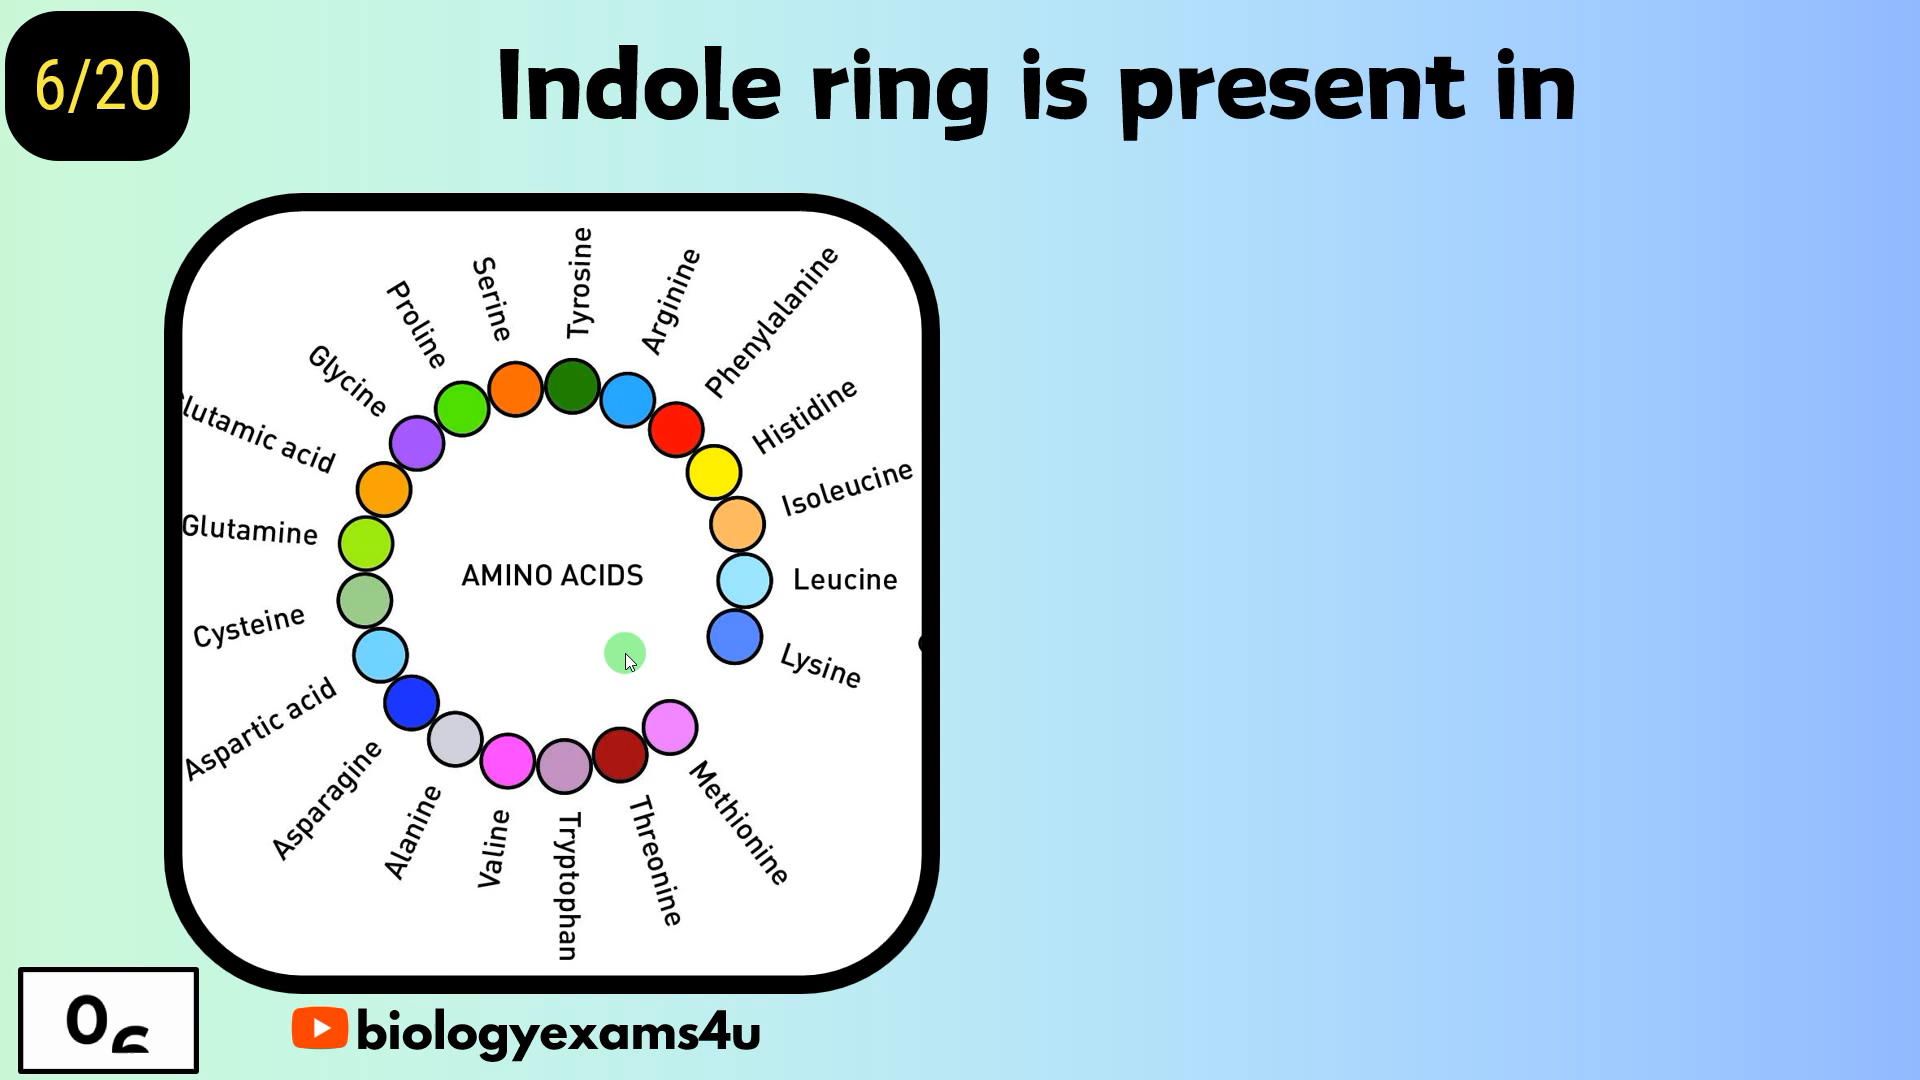 6/20
Indole ring is present in
Tyrosine
Arginine
Phenylalanine
Histidine
Isoleucine
Leucine
Lysine
Methionine
Threonine
Tryptophan
Valine
Alanine
Asparagine
Aspartic acid
Cysteine
Glutamine
lutamic acid
Glycine
Proline
Serine
AMINO ACIDS
06
biologyexams4u